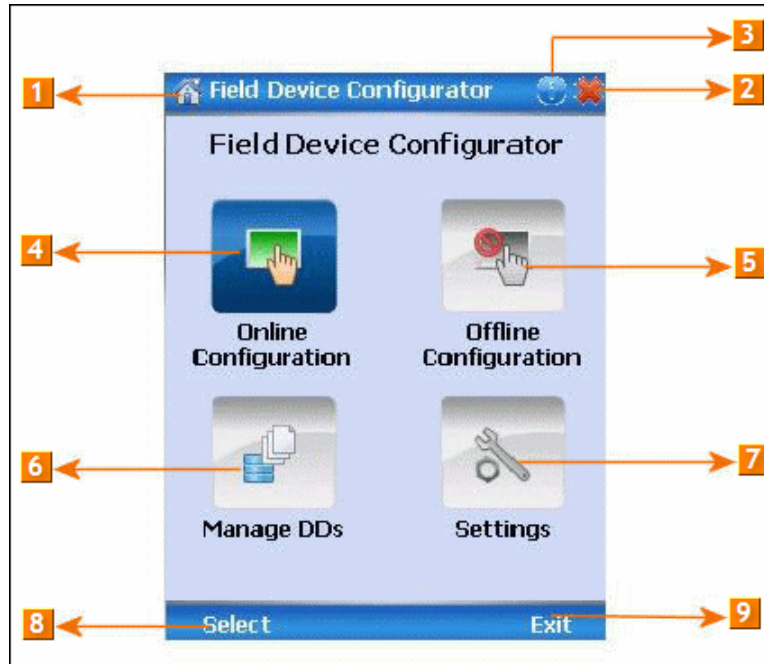 3
1
Field Device Configurator
2
Field Device Configurator
4
5
Online
Configuration
Offline
Configuration
6
7
Manage DDs
Settings
8
Select
Exit
9